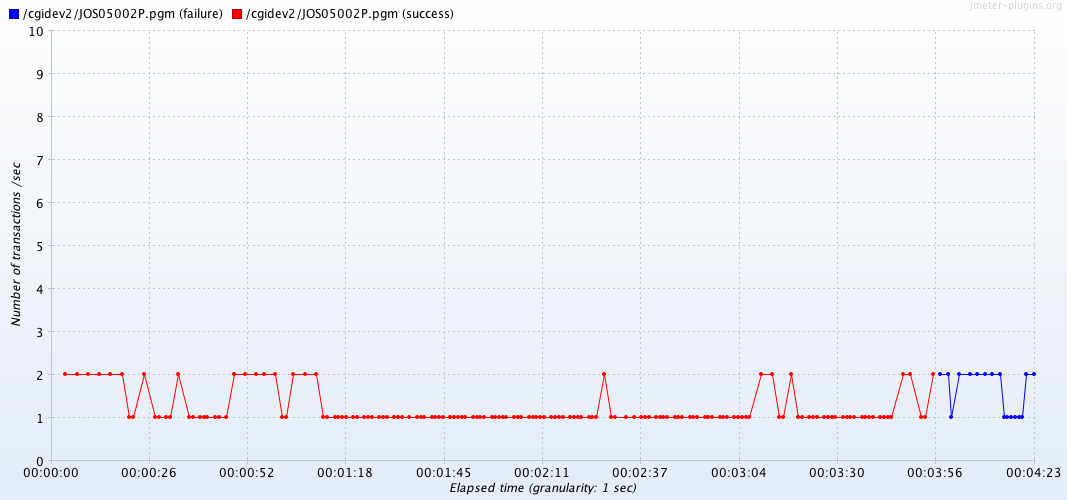 /cgidev2/JOS05002P.pgm (failure) /cgidev2/JOS05002P.pgm (success)
jmeter-plugins.org
10
9
8
7
6
5
4
3
2
1
0
Number of transactions /sec
00:00:00 00:00:26 00:00:52 00:01:18 00:01:45 00:02:11 00:02:37 00:03:04 00:03:30 00:03:56 00:04:23
Elapsed time (granularity: 1 sec)